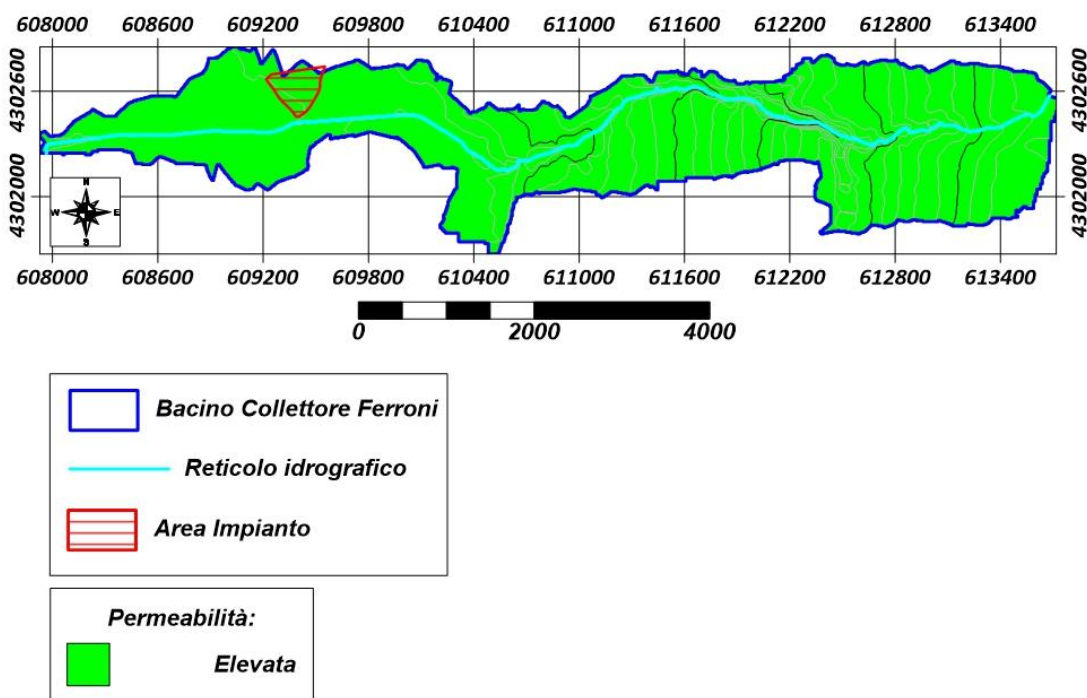 608000 608600 609200 609800 610400 611000 611600 612200 612800 613400
4302600 4302600
4302000 4302000
N
W E
S
608000 608600 609200 609800 610400 611000 611600 612200 612800 613400
0 2000 4000
Bacino Collettore Ferroni
Reticolo idrografico
Area Impianto
Permeabilità:
Elevata